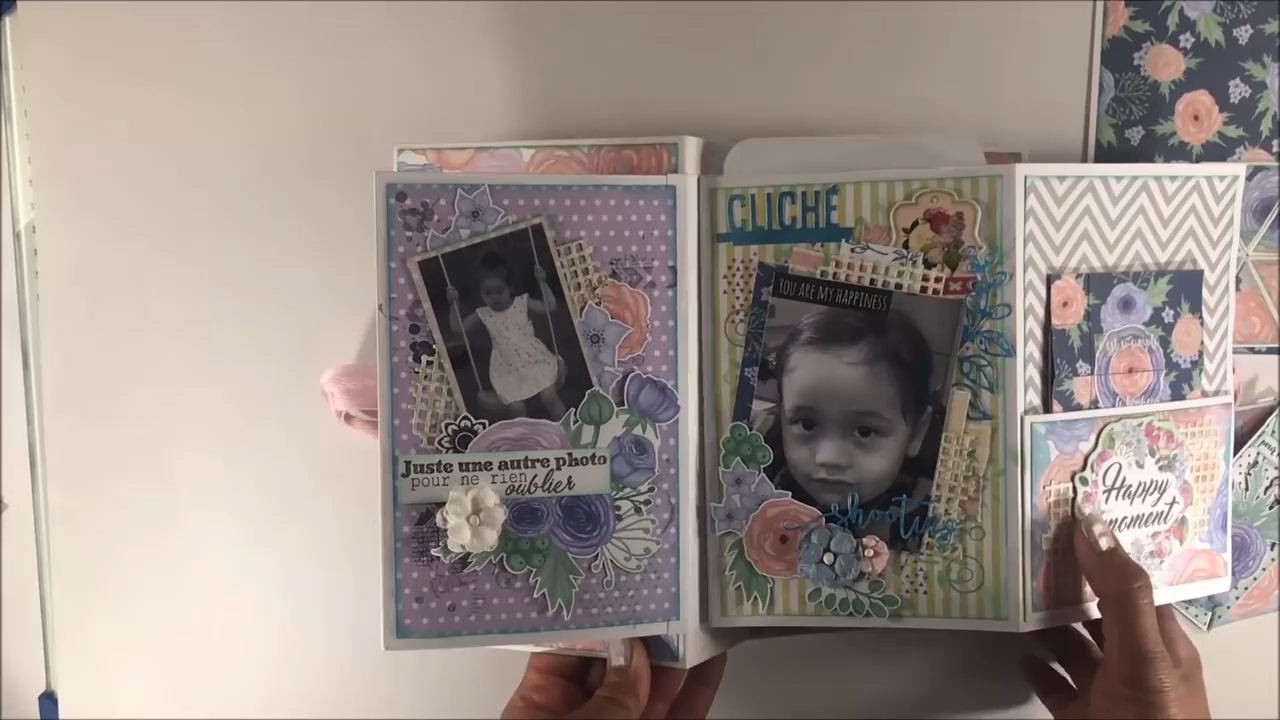 Juste une autre photo
pour ne rien
oublier
CLICHÉ
YOU ARE MY HAPPINESS
shooting
Happy
moment